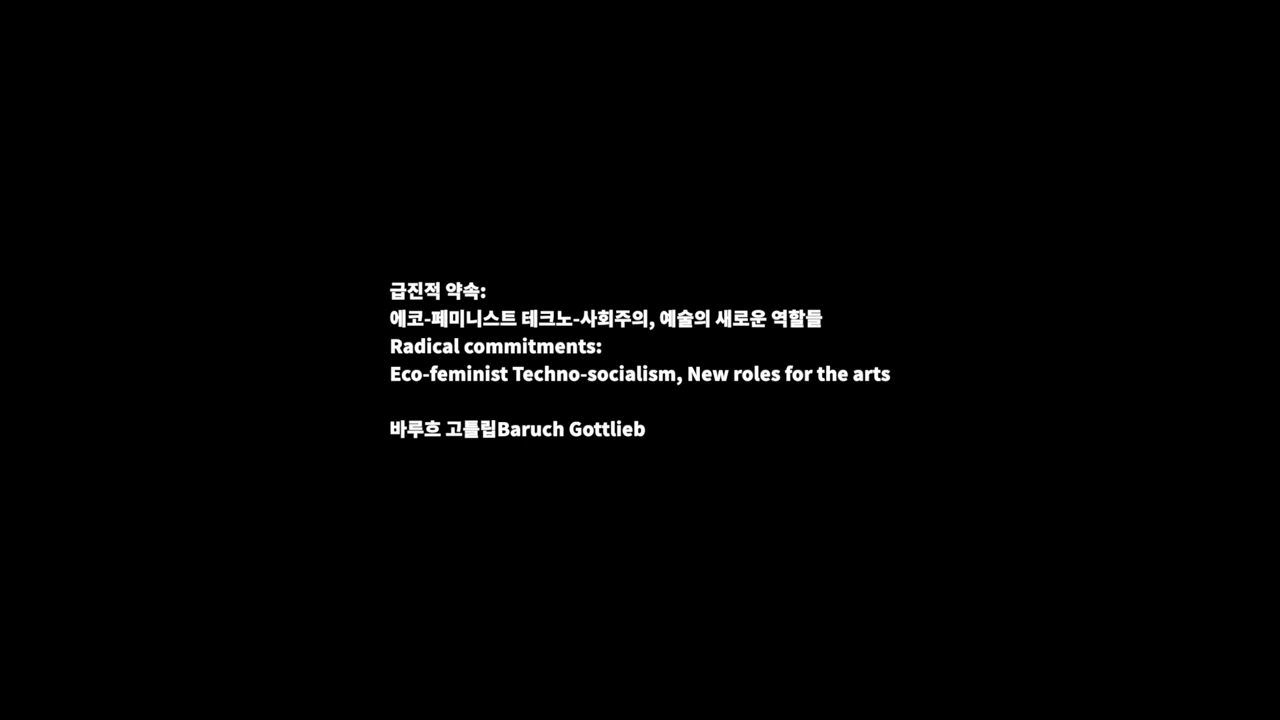 급진적 약속:
에코-페미니스트 테크노-사회주의, 예술의 새로운 역할들
Radical commitments:
Eco-feminist Techno-socialism, New roles for the arts
바루흐 고틀립Baruch Gottlieb